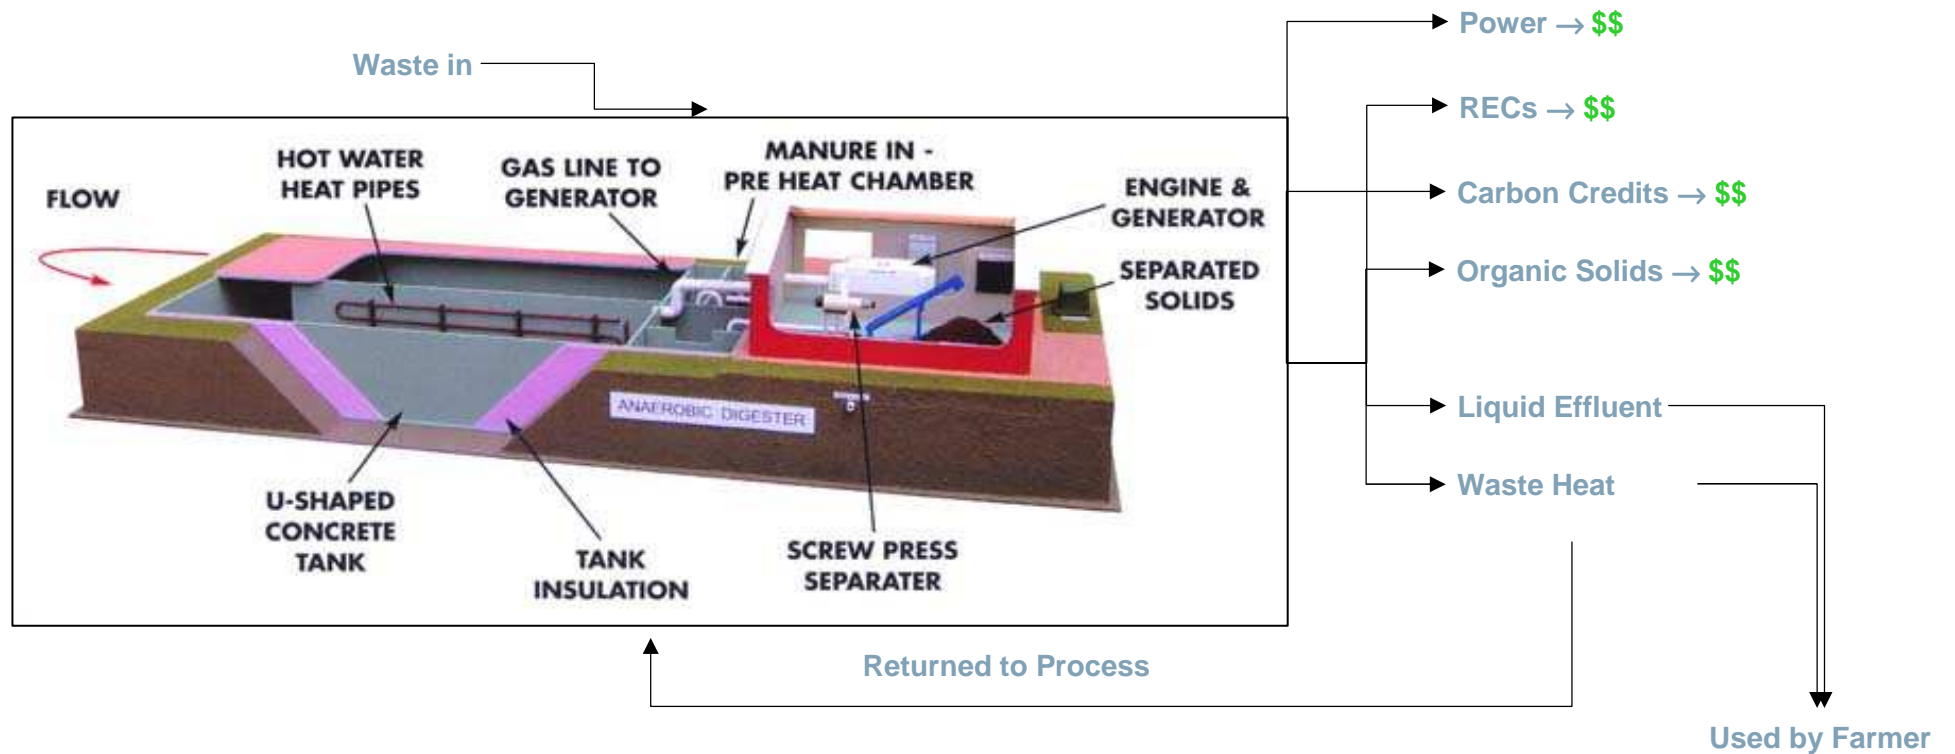 Waste in
Power → $$
RECs → $$
Carbon Credits → $$
Organic Solids → $$
Liquid Effluent
Waste Heat
FLOW
HOT WATER
HEAT PIPES
GAS LINE TO
GENERATOR
MANURE IN -
PRE HEAT CHAMBER
ENGINE &
GENERATOR
SEPARATED
SOLIDS
ANAEROBIC DIGESTER
U-SHAPED
CONCRETE
TANK
TANK
INSULATION
SCREW PRESS
SEPARATER
Returned to Process
Used by Farmer